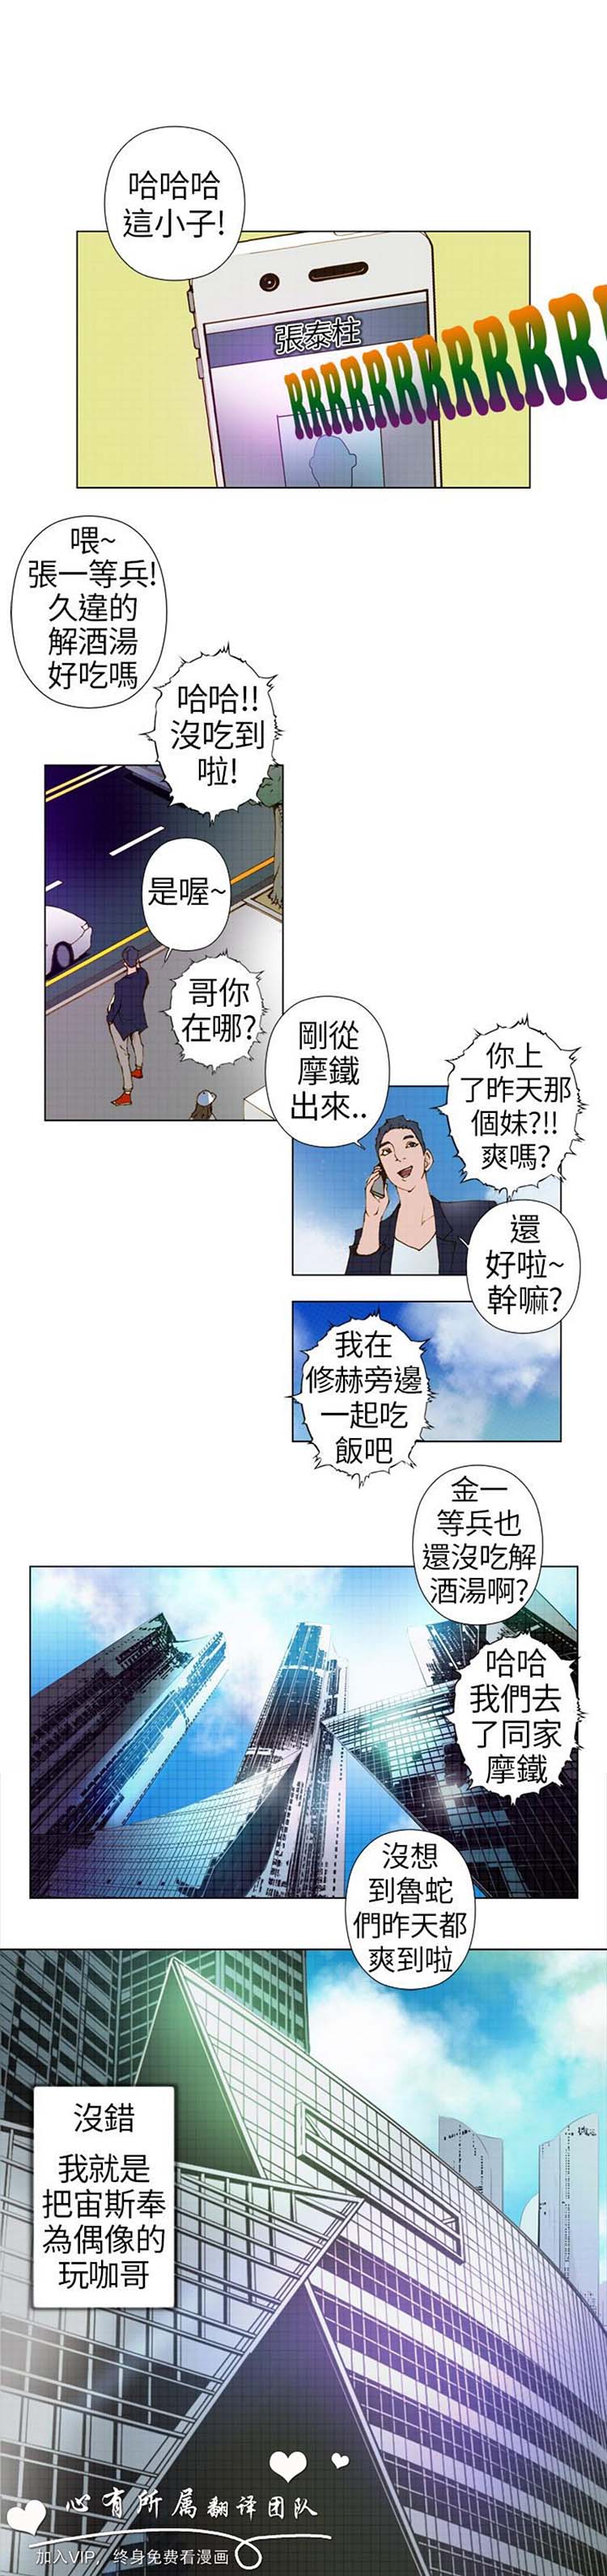 哈哈哈
這小子!
張泰柱
RRRRRRRRRRRRRRR
喂~
張一等兵!
久違的
解酒湯
好吃嗎
哈哈!!
沒吃到
啦!
是喔~
哥你
在哪?
剛從
摩鐵
出來..
你上
了昨天那
個妹?!!
爽嗎?
還
好啦~
幹嘛?
我在
修赫旁邊
一起吃
飯吧
金一
等兵也
還沒吃解
酒湯啊?
哈哈
我們去
了同家
摩鐵
沒想
到魯蛇
們昨天都
爽到啦
沒錯
我就是
把宙斯奉
為偶像的
玩咖哥
心有所属翻译团队
加入VIP，终身免费看漫画